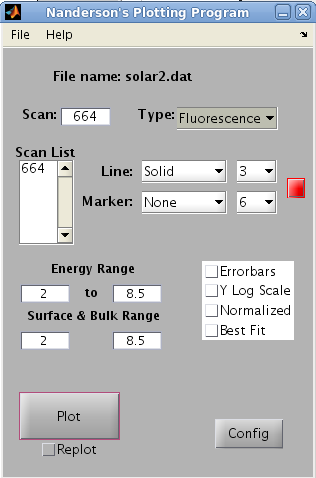 Nanderson's Plotting Program
File Help
File name: solar2.dat
Scan: 664 Type: Fluorescence
Scan List
664
Line: Solid 3
Marker: None 6
Energy Range
2 to 8.5
Surface & Bulk Range
2 8.5
Errorbars
Y Log Scale
Normalized
Best Fit
Plot
Replot
Config